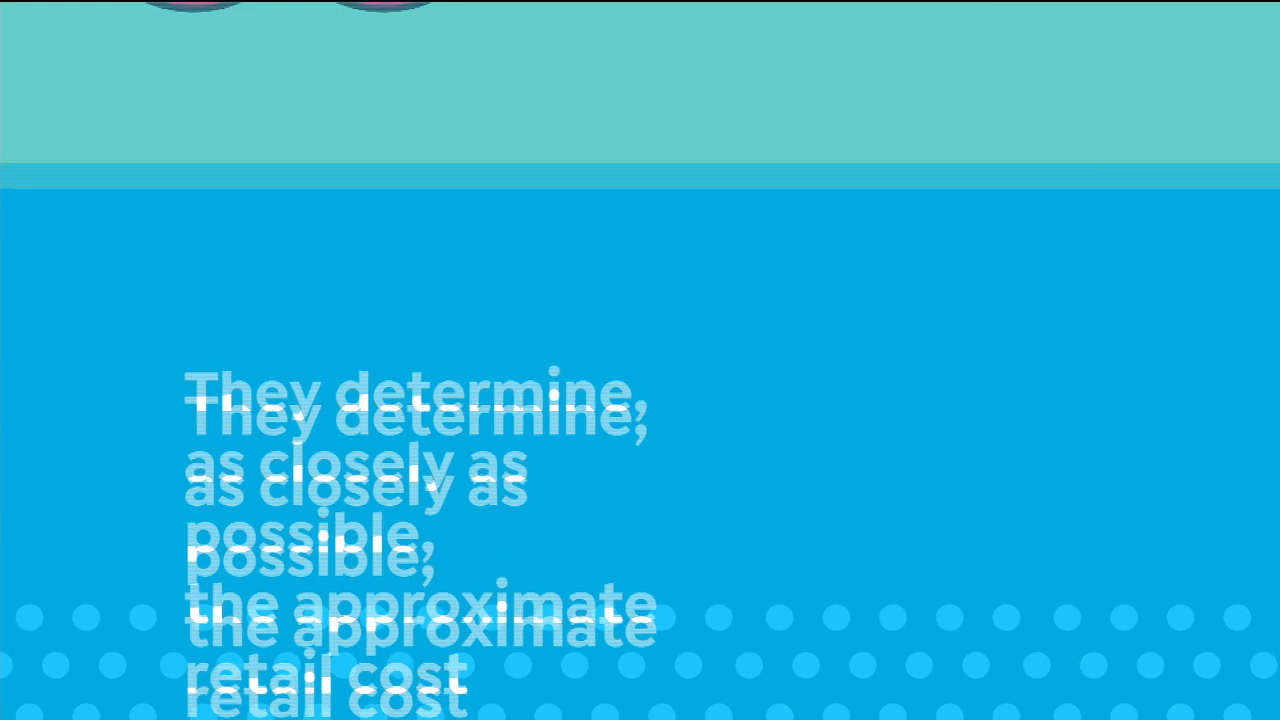 They determine,
as closely as
possible,
the approximate
retail cost